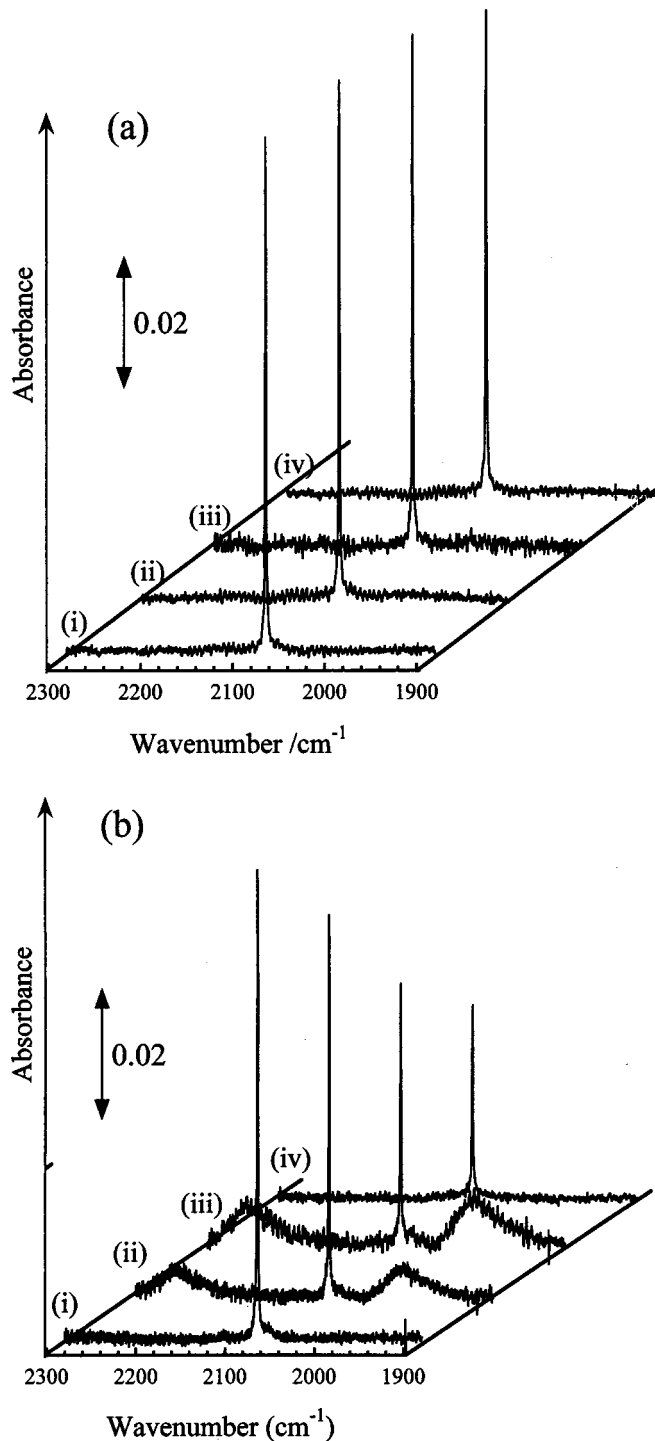 (a)
Absorbance
0.02
(iv)
(iii)
(ii)
(i)
2300 2200 2100 2000 1900
Wavenumber /cm⁻¹
(b)
Absorbance
0.02
(iv)
(iii)
(ii)
(i)
2300 2200 2100 2000 1900
Wavenumber (cm⁻¹)